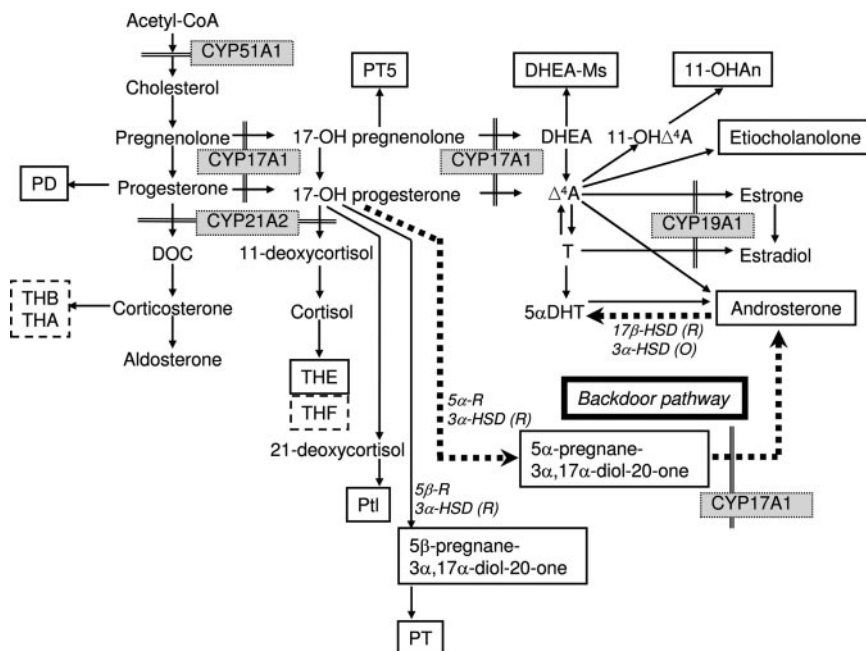 Acetyl-CoA
CYP51A1
Cholesterol
PT5
DHEA-Ms
11-OHAn
Pregnenolone
17-OH pregnenolone
DHEA
11-OHΔ⁴A
Etiocholanolone
CYP17A1
CYP17A1
PD
Progesterone
17-OH progesterone
Δ⁴A
Estrone
CYP21A2
CYP19A1
DOC
11-deoxycortisol
T
Estradiol
THB
THA
Corticosterone
Cortisol
5αDHT
Androsterone
17β-HSD (R)
3α-HSD (O)
Aldosterone
THE
THF
5α-R
3α-HSD (R)
Backdoor pathway
21-deoxycortisol
5α-pregnane-
3α,17α-diol-20-one
Ptl
5β-R
3α-HSD (R)
CYP17A1
5β-pregnane-
3α,17α-diol-20-one
PT